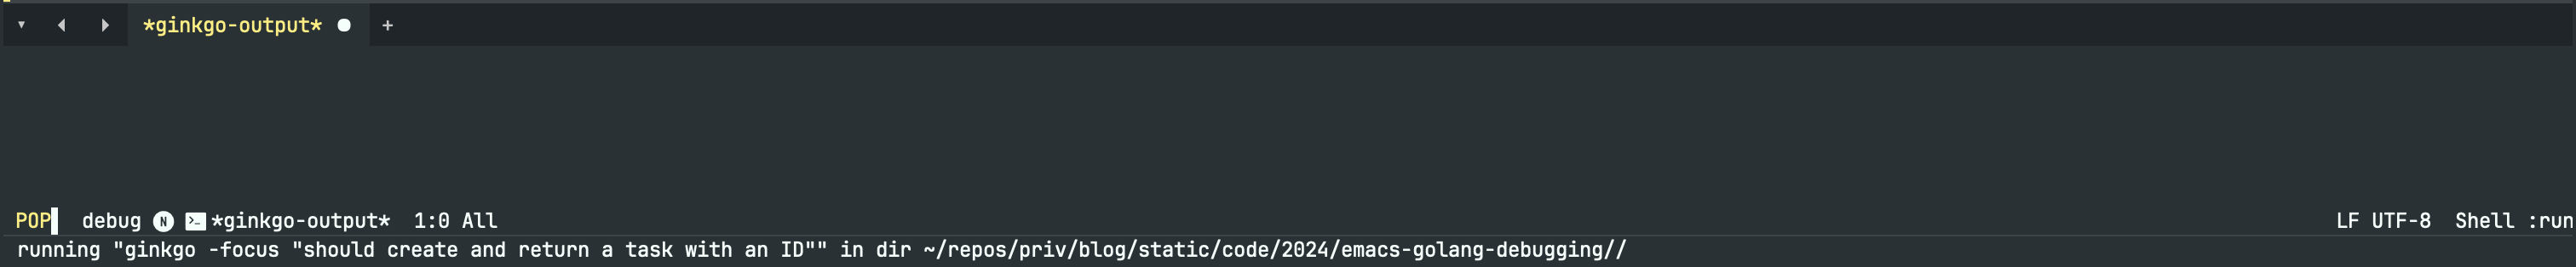 *ginkgo-output*  +
POP  debug N >_ *ginkgo-output*  1:0 All  LF UTF-8  Shell :run
running "ginkgo -focus "should create and return a task with an ID"" in dir ~/repos/priv/blog/static/code/2024/emacs-golang-debugging//